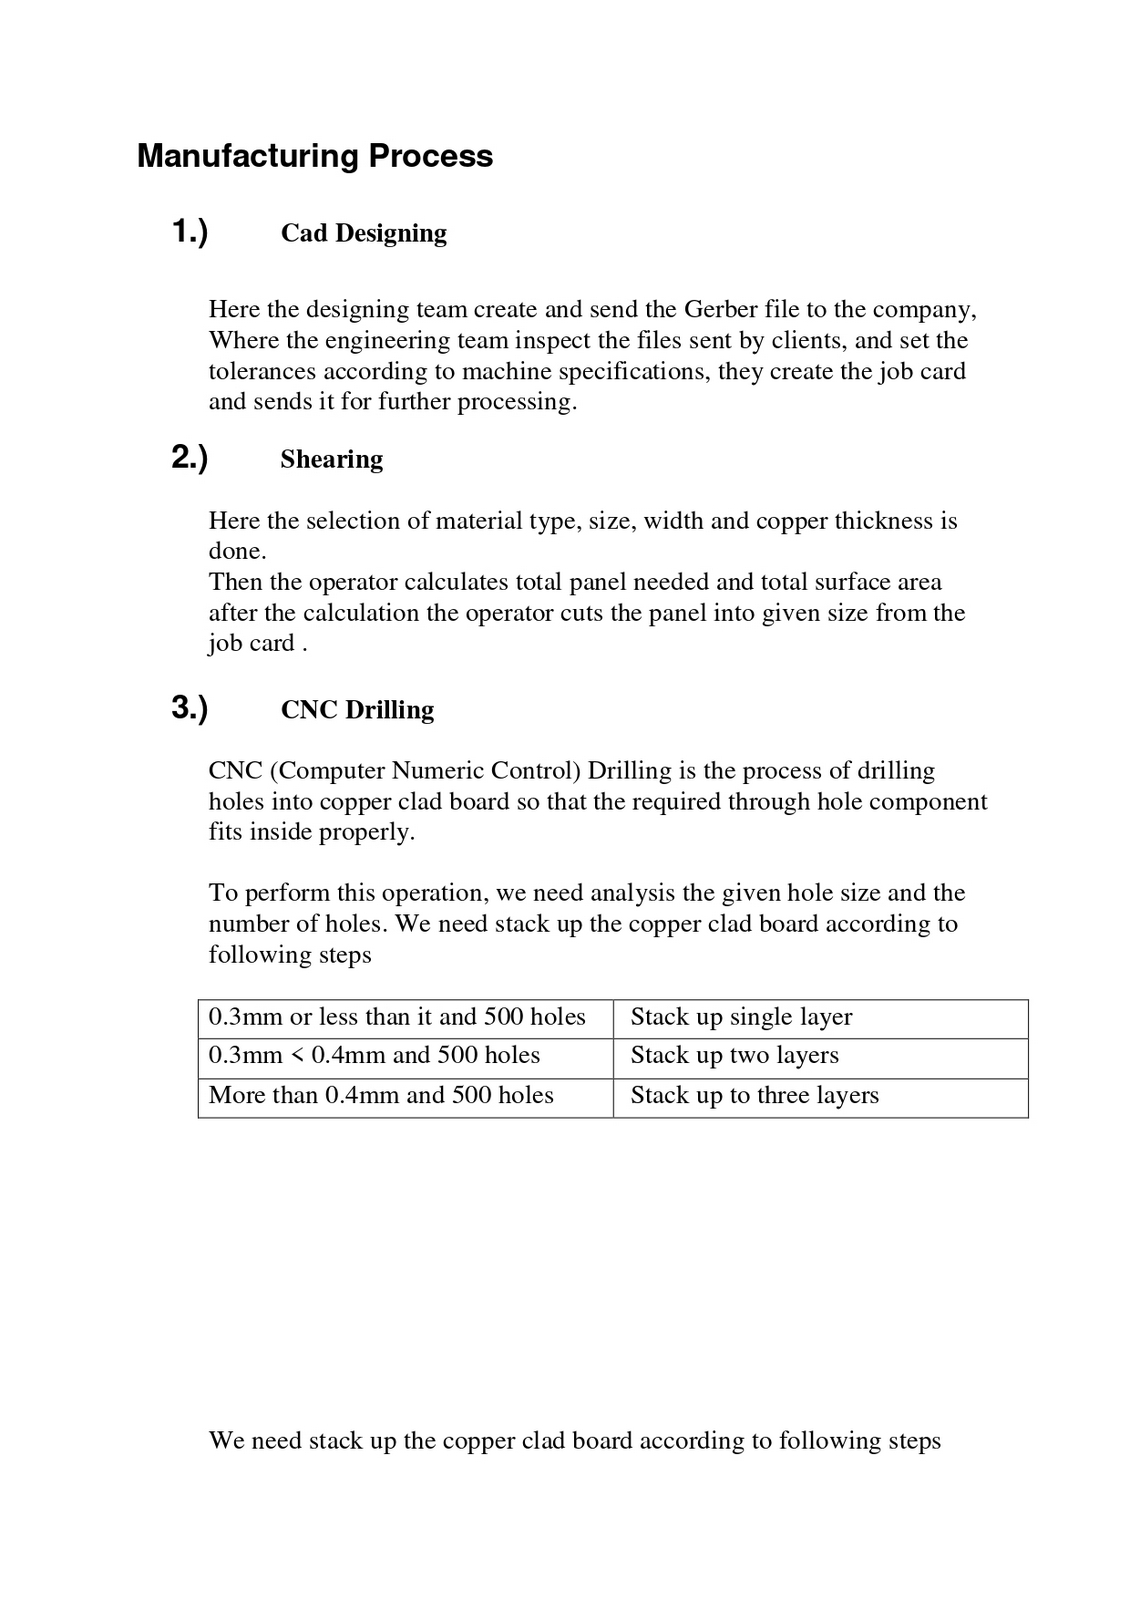 Manufacturing Process
1.) Cad Designing
Here the designing team create and send the Gerber file to the company,
Where the engineering team inspect the files sent by clients, and set the
tolerances according to machine specifications, they create the job card
and sends it for further processing.
2.) Shearing
Here the selection of material type, size, width and copper thickness is
done.
Then the operator calculates total panel needed and total surface area
after the calculation the operator cuts the panel into given size from the
job card .
3.) CNC Drilling
CNC (Computer Numeric Control) Drilling is the process of drilling
holes into copper clad board so that the required through hole component
fits inside properly.
To perform this operation, we need analysis the given hole size and the
number of holes. We need stack up the copper clad board according to
following steps
0.3mm or less than it and 500 holes Stack up single layer
0.3mm < 0.4mm and 500 holes Stack up two layers
More than 0.4mm and 500 holes Stack up to three layers
We need stack up the copper clad board according to following steps